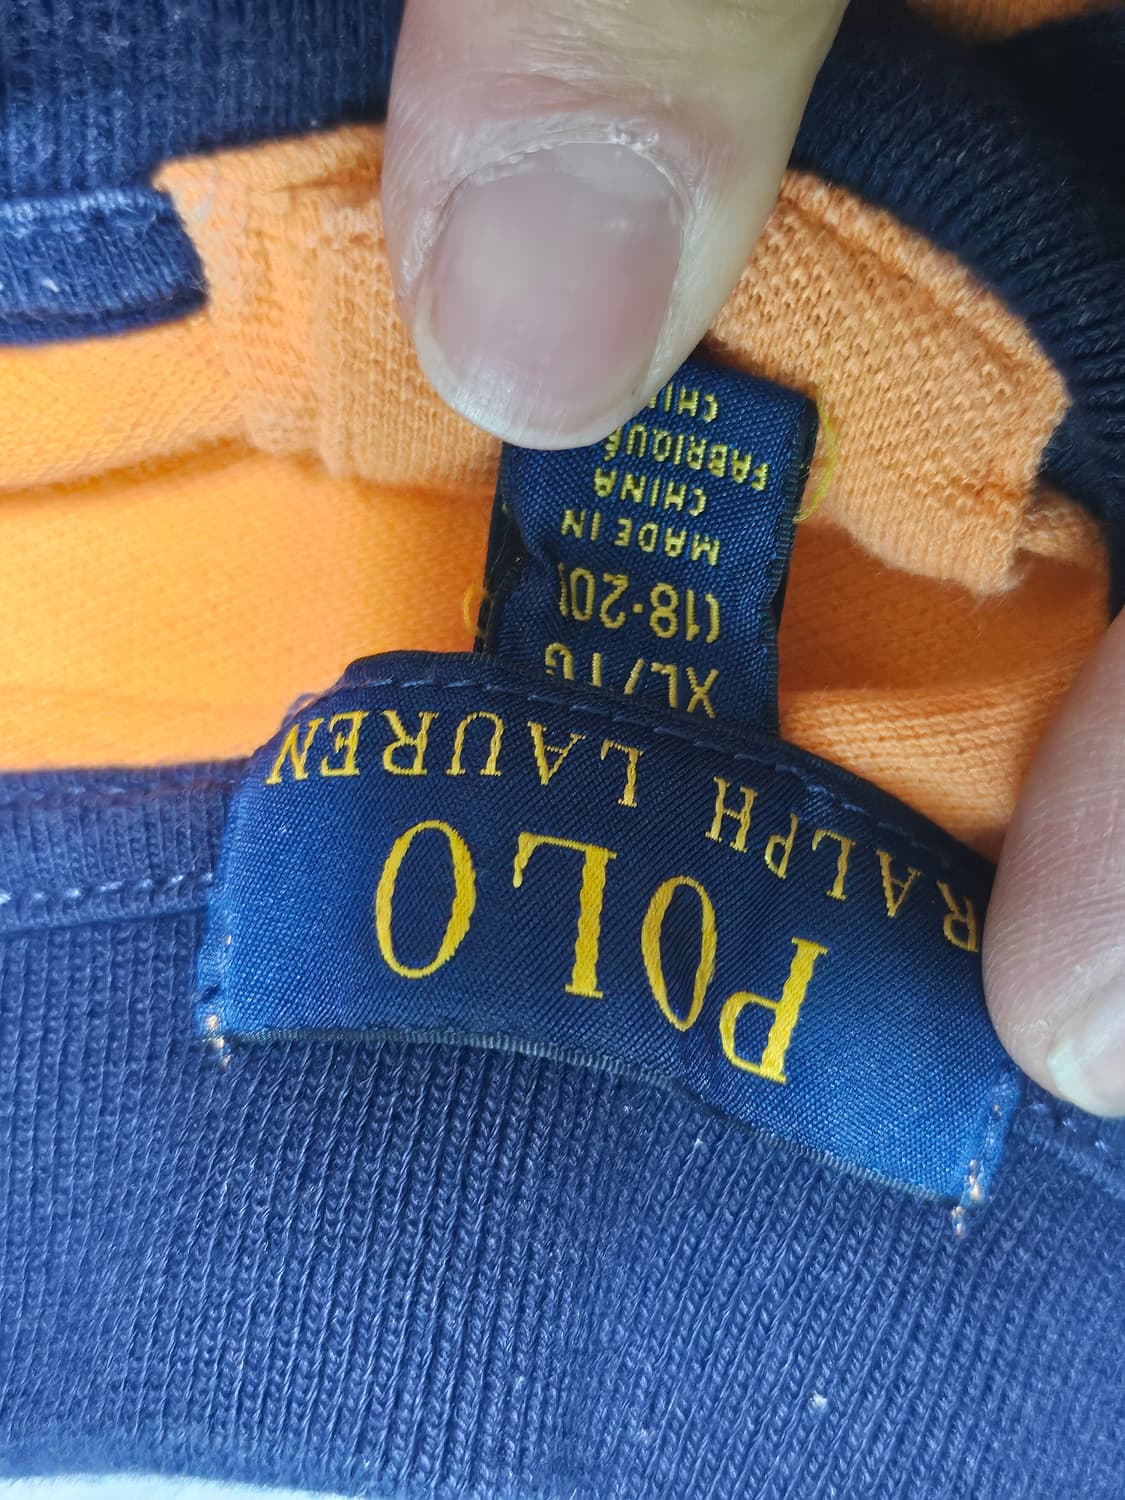 POLO
RALPH LAUREN
XL/TG
(18-20)
MADE IN
CHINA
FABRIQUÉ